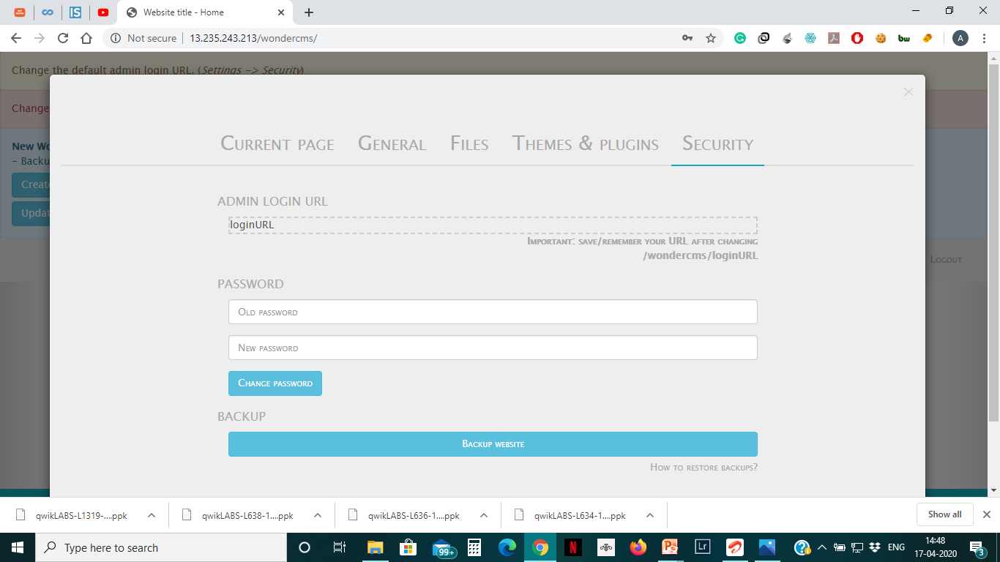 Website title - Home
Not secure
13.235.243.213/wondercms/
A
Change the default admin login URL. (Settings -> Security)
Change
New Wo
- Backu
Creat
Updat
Current page
General
Files
Themes & plugins
Security
ADMIN LOGIN URL
loginURL
Important: save/remember your URL after changing
/wondercms/loginURL
Logout
PASSWORD
Old password
New password
Change password
BACKUP
Backup website
How to restore backups?
qwikLABS-L1319-....ppk
qwikLABS-L638-1....ppk
qwikLABS-L636-1....ppk
qwikLABS-L634-1....ppk
Show all
Type here to search
99+
ENG
14:48
17-04-2020
3